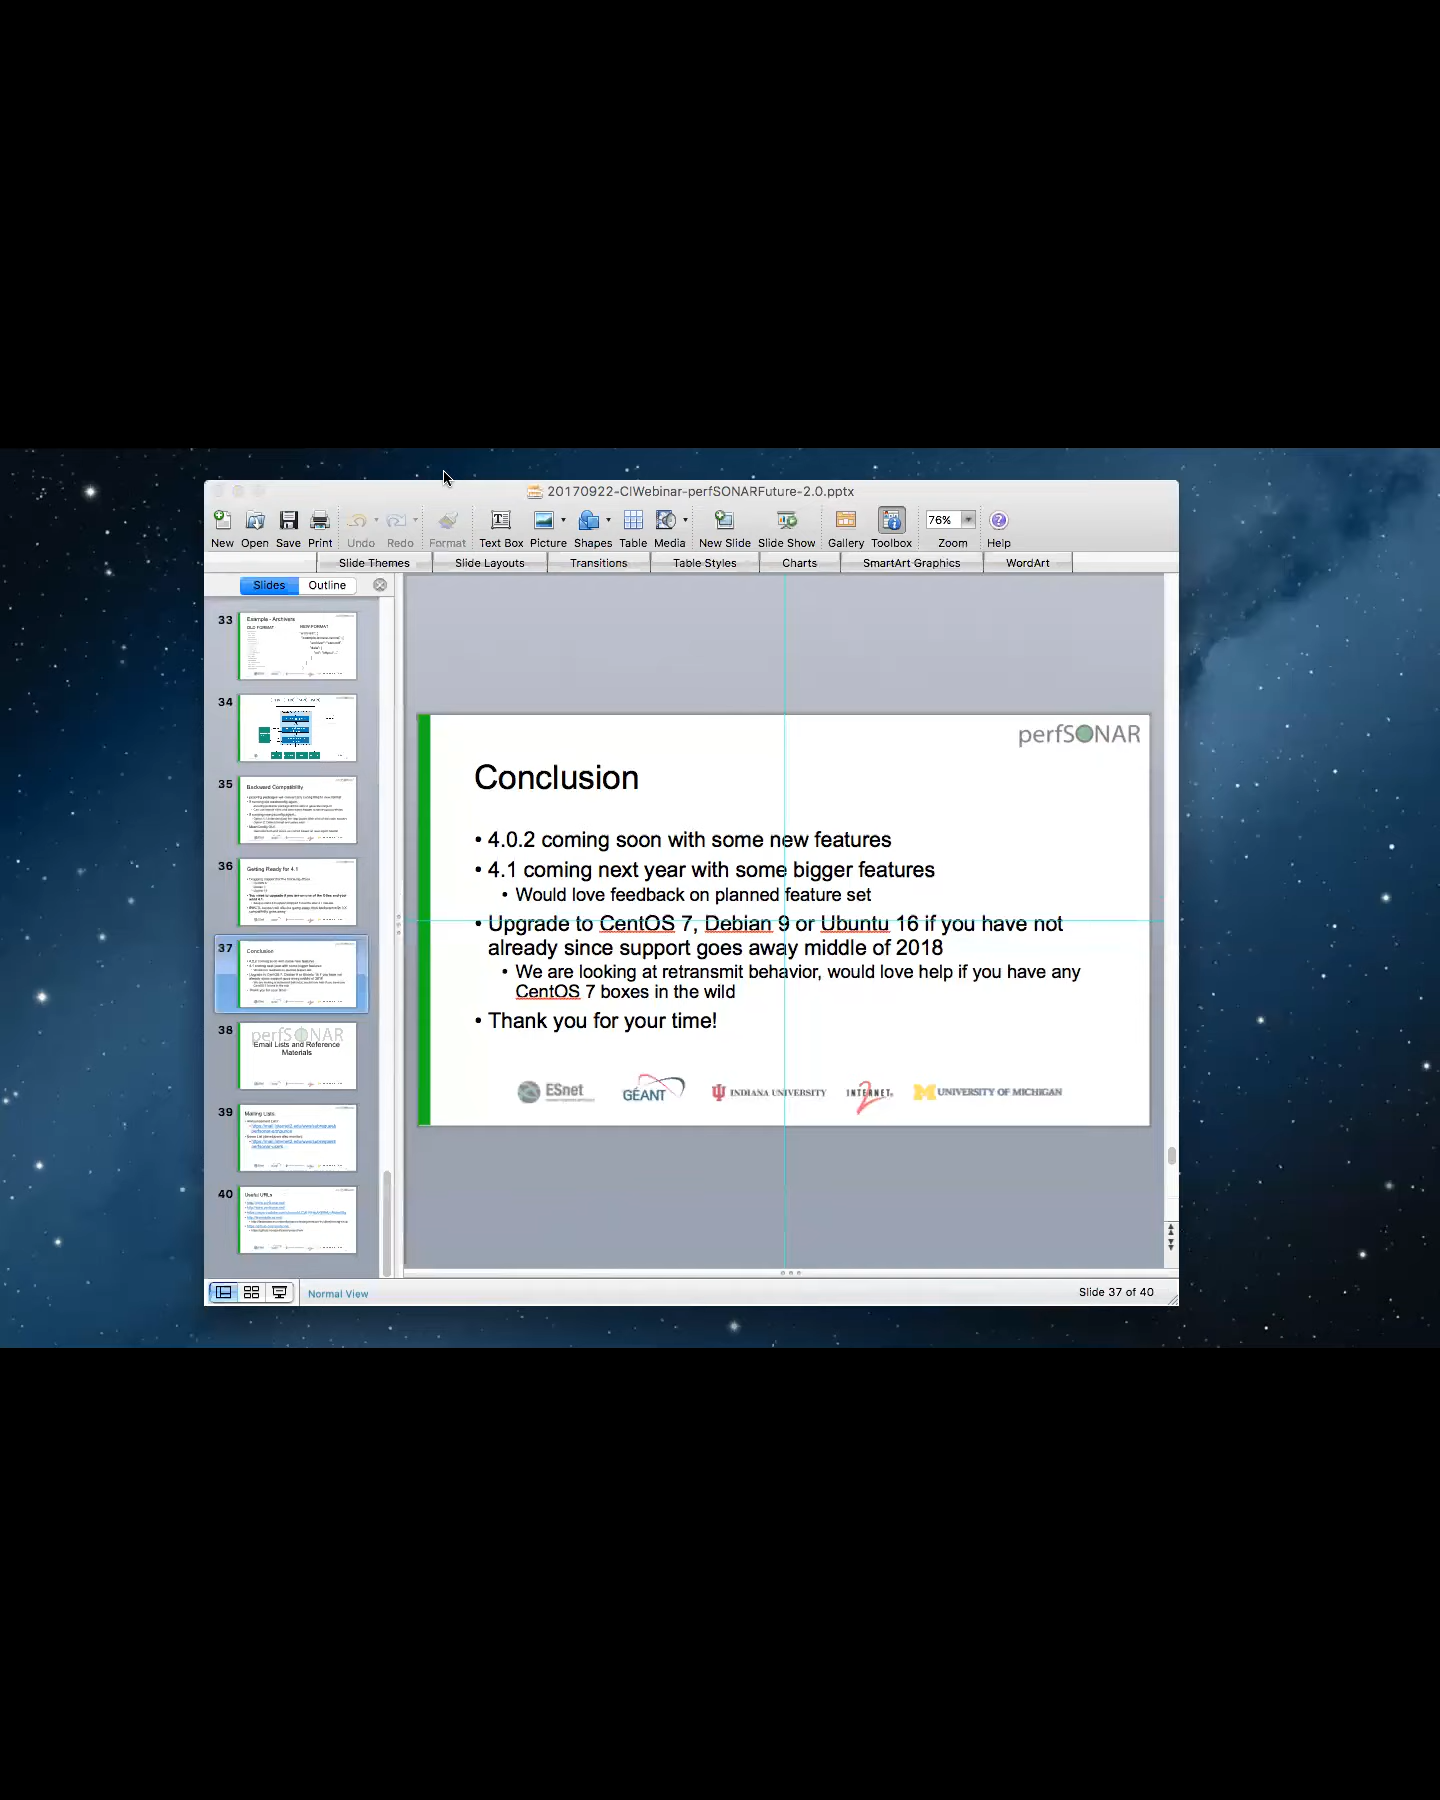 20170922-CIWebinar-perfSONARFuture-2.0.pptx
New Open Save Print Undo Redo Format Text Box Picture Shapes Table Media New Slide Slide Show Gallery Toolbox 76% Zoom Help
Slide Themes Slide Layouts Transitions Table Styles Charts SmartArt Graphics WordArt
Slides Outline
33
Example - Archivers
OLD FORMAT NEW FORMAT
34
35
Backward Compatibility
36
Getting Ready for 4.1
37
Conclusion
38
perfSONAR
Email Lists and Reference
Materials
39
Mailing Lists
40
Useful URLs
perfSONAR
Conclusion
• 4.0.2 coming soon with some new features
• 4.1 coming next year with some bigger features
• Would love feedback on planned feature set
• Upgrade to CentOS 7, Debian 9 or Ubuntu 16 if you have not
already since support goes away middle of 2018
• We are looking at retransmit behavior, would love help if you have any
CentOS 7 boxes in the wild
• Thank you for your time!
ESnet GÉANT INDIANA UNIVERSITY INTERNET2 UNIVERSITY OF MICHIGAN
Normal View
Slide 37 of 40